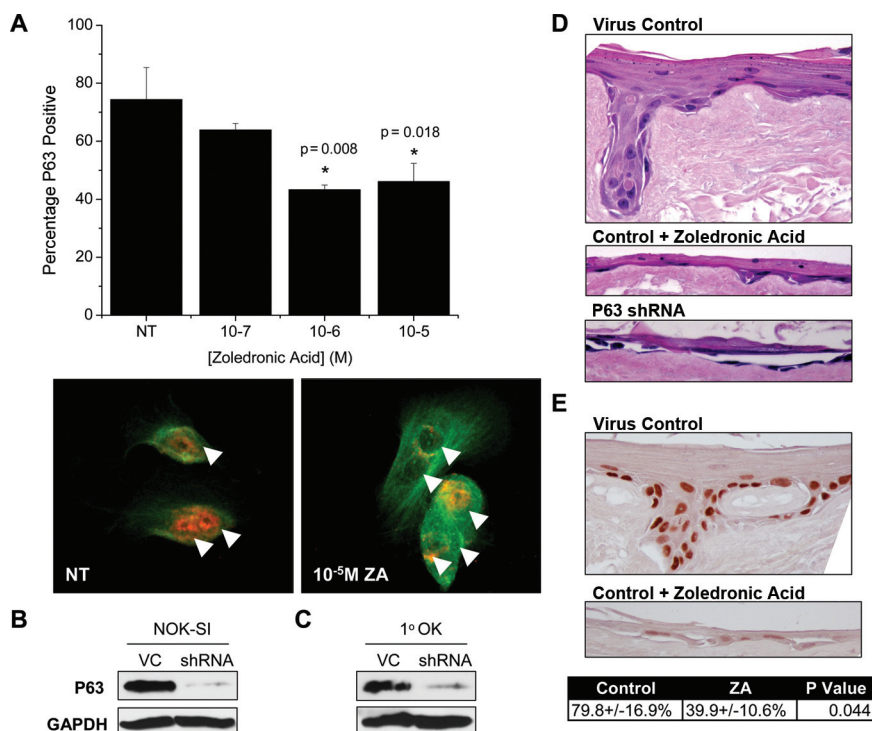 A
Percentage P63 Positive
100
80
60
40
20
0
p = 0.008
*
p = 0.018
*
NT
10-7
10-6
10-5
[Zoledronic Acid] (M)
NT
10⁻⁵M ZA
B
NOK-SI
VC shRNA
P63
GAPDH
C
1º OK
VC shRNA
D
Virus Control
Control + Zoledronic Acid
P63 shRNA
E
Virus Control
Control + Zoledronic Acid
Control ZA P Value
79.8+/-16.9% 39.9+/-10.6% 0.044